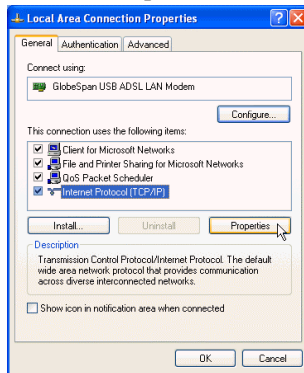 Local Area Connection Properties
General Authentication Advanced
Connect using:
GlobeSpan USB ADSL LAN Modem
Configure...
This connection uses the following items:
Client for Microsoft Networks
File and Printer Sharing for Microsoft Networks
QoS Packet Scheduler
Internet Protocol (TCP/IP)
Install... Uninstall Properties
Description
Transmission Control Protocol/Internet Protocol. The default
wide area network protocol that provides communication
across diverse interconnected networks.
Show icon in notification area when connected
OK Cancel